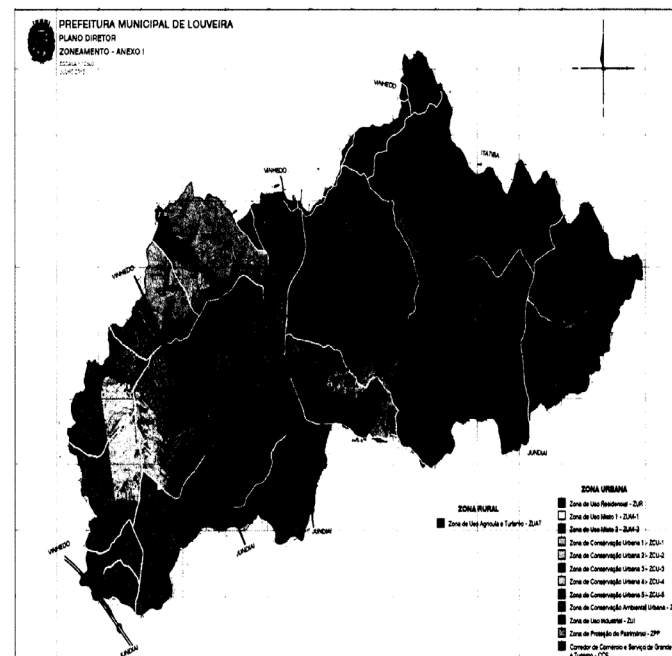 PREFEITURA MUNICIPAL DE LOUVEIRA
PLANO DIRETOR
ZONEAMENTO - ANEXO I
VINHEDO
ITATIBA
VINHEDO
VINHEDO
JUNDIAI
ZONA RURAL
Zona de Uso Agrícola e Turismo - ZUAT
JUNDIAI
JUNDIAI
VINHEDO
JUNDIAI
ZONA URBANA
Zona de Uso Residencial - ZUR
Zona de Uso Misto 1 - ZUM-1
Zona de Uso Misto 2 - ZUM-2
Zona de Conservação Urbana 1 - ZCU-1
Zona de Conservação Urbana 2 - ZCU-2
Zona de Conservação Urbana 3 - ZCU-3
Zona de Conservação Urbana 4 - ZCU-4
Zona de Conservação Urbana 5 - ZCU-5
Zona de Conservação Ambiental Urbana -
Zona de Uso Industrial - ZUI
Zona de Proteção do Patrimônio - ZPP
Corredor de Comércio e Serviço de Grande
e Turismo -